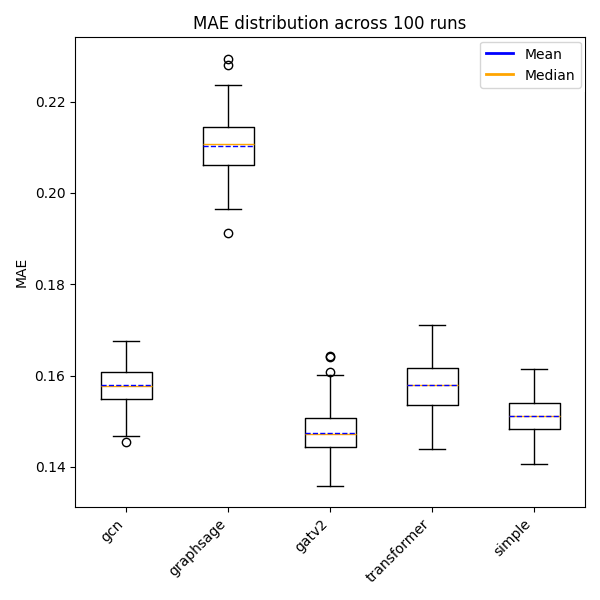 MAE distribution across 100 runs
Mean
Median
0.22
0.20
0.18
0.16
0.14
MAE
gcn
graphsage
gatv2
transformer
simple